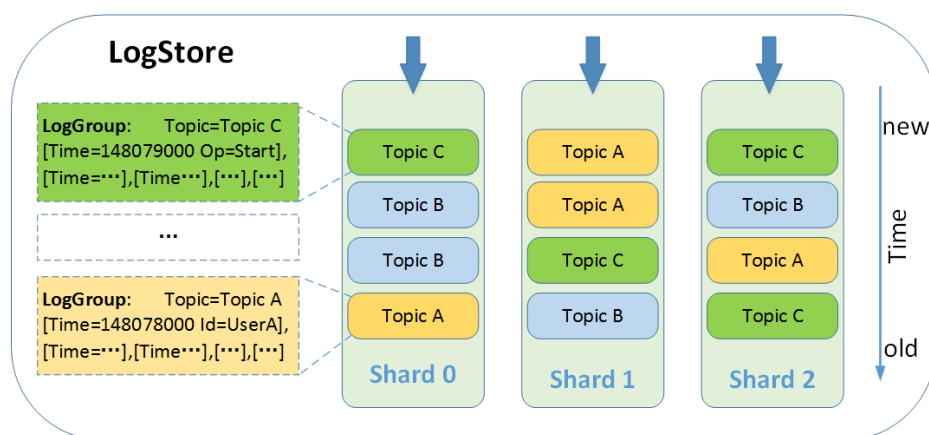 LogStore
LogGroup: Topic=Topic C
[Time=148079000 Op=Start],
[Time=⋯],[Time⋯],[⋯],[⋯]
⋯
LogGroup: Topic=Topic A
[Time=148078000 Id=UserA],
[Time=⋯],[Time⋯],[⋯],[⋯]
Topic C
Topic B
Topic B
Topic A
Shard 0
Topic A
Topic A
Topic C
Topic B
Shard 1
Topic C
Topic B
Topic A
Topic C
Shard 2
new
Time
old